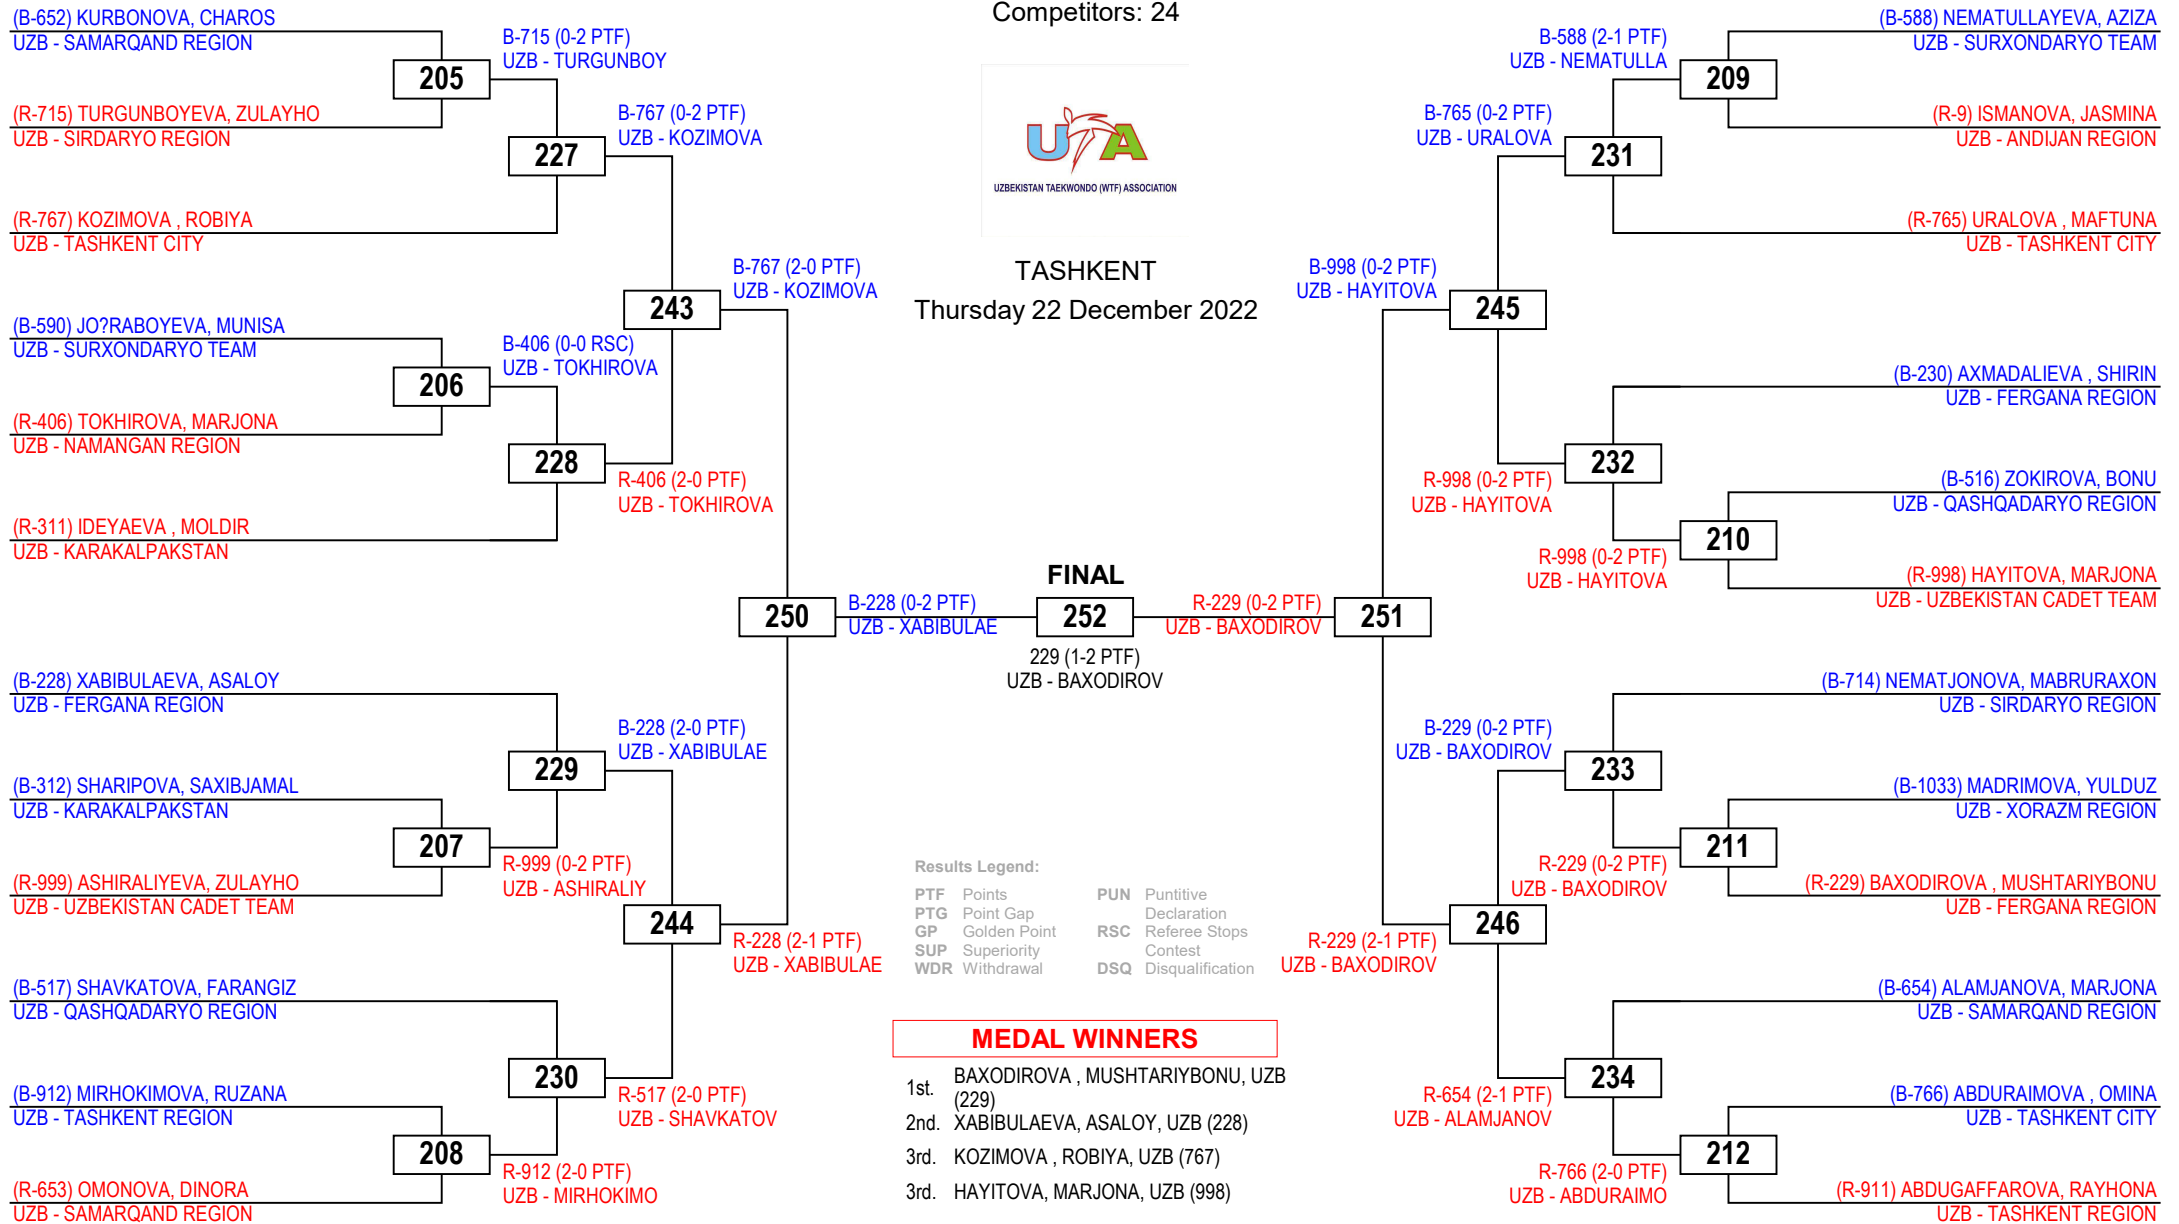 Competitors: 24
UTA
UZBEKISTAN TAEKWONDO (WTF) ASSOCIATION
TASHKENT
Thursday 22 December 2022
(B-652) KURBONOVA, CHAROS
UZB - SAMARQAND REGION
205
B-715 (0-2 PTF)
UZB - TURGUNBOY
(R-715) TURGUNBOYEVA, ZULAYHO
UZB - SIRDARYO REGION
227
B-767 (0-2 PTF)
UZB - KOZIMOVA
(R-767) KOZIMOVA , ROBIYA
UZB - TASHKENT CITY
243
B-767 (2-0 PTF)
UZB - KOZIMOVA
(B-590) JO?RABOYEVA, MUNISA
UZB - SURXONDARYO TEAM
206
B-406 (0-0 RSC)
UZB - TOKHIROVA
(R-406) TOKHIROVA, MARJONA
UZB - NAMANGAN REGION
228
R-406 (2-0 PTF)
UZB - TOKHIROVA
(R-311) IDEYAEVA , MOLDIR
UZB - KARAKALPAKSTAN
250
B-228 (0-2 PTF)
UZB - XABIBULAE
(B-228) XABIBULAEVA, ASALOY
UZB - FERGANA REGION
229
B-228 (2-0 PTF)
UZB - XABIBULAE
(B-312) SHARIPOVA, SAXIBJAMAL
UZB - KARAKALPAKSTAN
207
R-999 (0-2 PTF)
UZB - ASHIRALIY
(R-999) ASHIRALIYEVA, ZULAYHO
UZB - UZBEKISTAN CADET TEAM
244
R-228 (2-1 PTF)
UZB - XABIBULAE
(B-517) SHAVKATOVA, FARANGIZ
UZB - QASHQADARYO REGION
230
R-517 (2-0 PTF)
UZB - SHAVKATOV
(B-912) MIRHOKIMOVA, RUZANA
UZB - TASHKENT REGION
208
R-912 (2-0 PTF)
UZB - MIRHOKIMO
(R-653) OMONOVA, DINORA
UZB - SAMARQAND REGION
FINAL
252
229 (1-2 PTF)
UZB - BAXODIROV
(B-588) NEMATULLAYEVA, AZIZA
UZB - SURXONDARYO TEAM
B-588 (2-1 PTF)
UZB - NEMATULLA
209
(R-9) ISMANOVA, JASMINA
UZB - ANDIJAN REGION
B-765 (0-2 PTF)
UZB - URALOVA
231
(R-765) URALOVA , MAFTUNA
UZB - TASHKENT CITY
B-998 (0-2 PTF)
UZB - HAYITOVA
245
(B-230) AXMADALIEVA , SHIRIN
UZB - FERGANA REGION
232
R-998 (0-2 PTF)
UZB - HAYITOVA
(B-516) ZOKIROVA, BONU
UZB - QASHQADARYO REGION
210
R-998 (0-2 PTF)
UZB - HAYITOVA
(R-998) HAYITOVA, MARJONA
UZB - UZBEKISTAN CADET TEAM
R-229 (0-2 PTF)
UZB - BAXODIROV
251
(B-714) NEMATJONOVA, MABRURAXON
UZB - SIRDARYO REGION
B-229 (0-2 PTF)
UZB - BAXODIROV
233
(B-1033) MADRIMOVA, YULDUZ
UZB - XORAZM REGION
211
R-229 (0-2 PTF)
UZB - BAXODIROV
(R-229) BAXODIROVA , MUSHTARIYBONU
UZB - FERGANA REGION
246
R-229 (2-1 PTF)
UZB - BAXODIROV
(B-654) ALAMJANOVA, MARJONA
UZB - SAMARQAND REGION
234
R-654 (2-1 PTF)
UZB - ALAMJANOV
(B-766) ABDURAIMOVA , OMINA
UZB - TASHKENT CITY
212
R-766 (2-0 PTF)
UZB - ABDURAIMO
(R-911) ABDUGAFFAROVA, RAYHONA
UZB - TASHKENT REGION
Results Legend:
PTF Points
PTG Point Gap
GP Golden Point
SUP Superiority
WDR Withdrawal
PUN Puntitive
Declaration
RSC Referee Stops
Contest
DSQ Disqualification
MEDAL WINNERS
1st. BAXODIROVA , MUSHTARIYBONU, UZB
(229)
2nd. XABIBULAEVA, ASALOY, UZB (228)
3rd. KOZIMOVA , ROBIYA, UZB (767)
3rd. HAYITOVA, MARJONA, UZB (998)